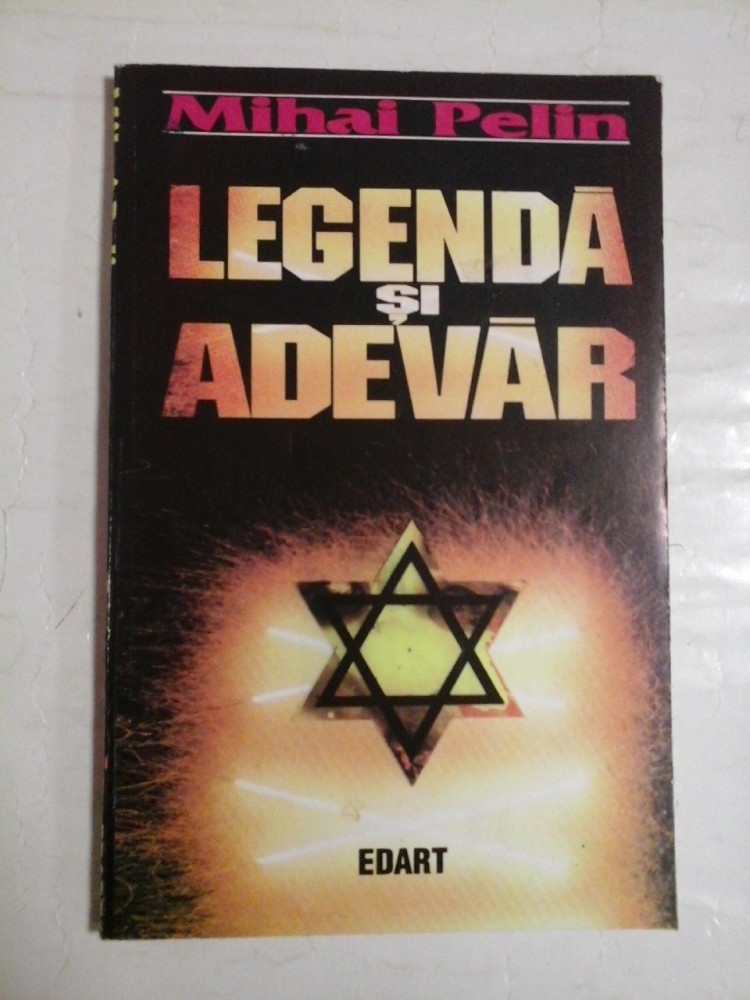 Mihai Pelin
LEGENDĂ
ŞI
ADEVĂR
EDART